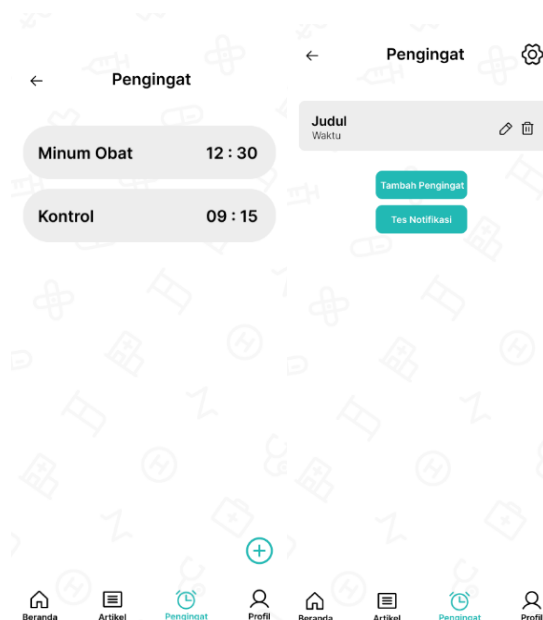 Pengingat
Minum Obat 12 : 30
Kontrol 09 : 15
Beranda Artikel Pengingat Profil
Pengingat
Judul
Waktu
Tambah Pengingat
Tes Notifikasi
Beranda Artikel Pengingat Profil